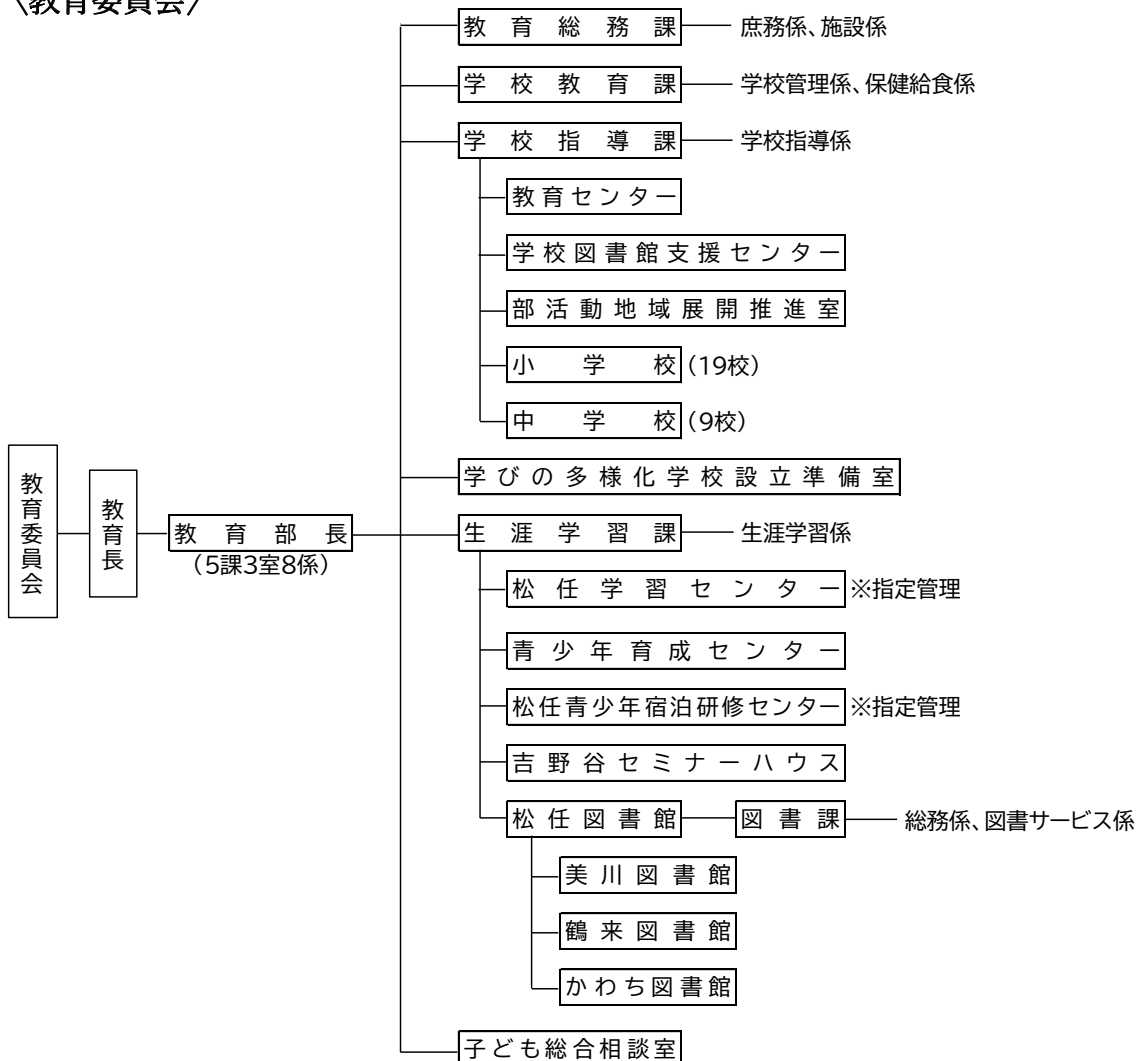 〈教育委員会〉
教育総務課 庶務係、施設係
学校教育課 学校管理係、保健給食係
学校指導課 学校指導係
教育センター
学校図書館支援センター
部活動地域展開推進室
小学校 (19校)
中学校 (9校)
学びの多様化学校設立準備室
教育委員会
教育長
教育部長
(5課3室8係)
生涯学習課 生涯学習係
松任学習センター ※指定管理
青少年育成センター
松任青少年宿泊研修センター ※指定管理
吉野谷セミナーハウス
松任図書館 図書課 総務係、図書サービス係
美川図書館
鶴来図書館
かわち図書館
子ども総合相談室